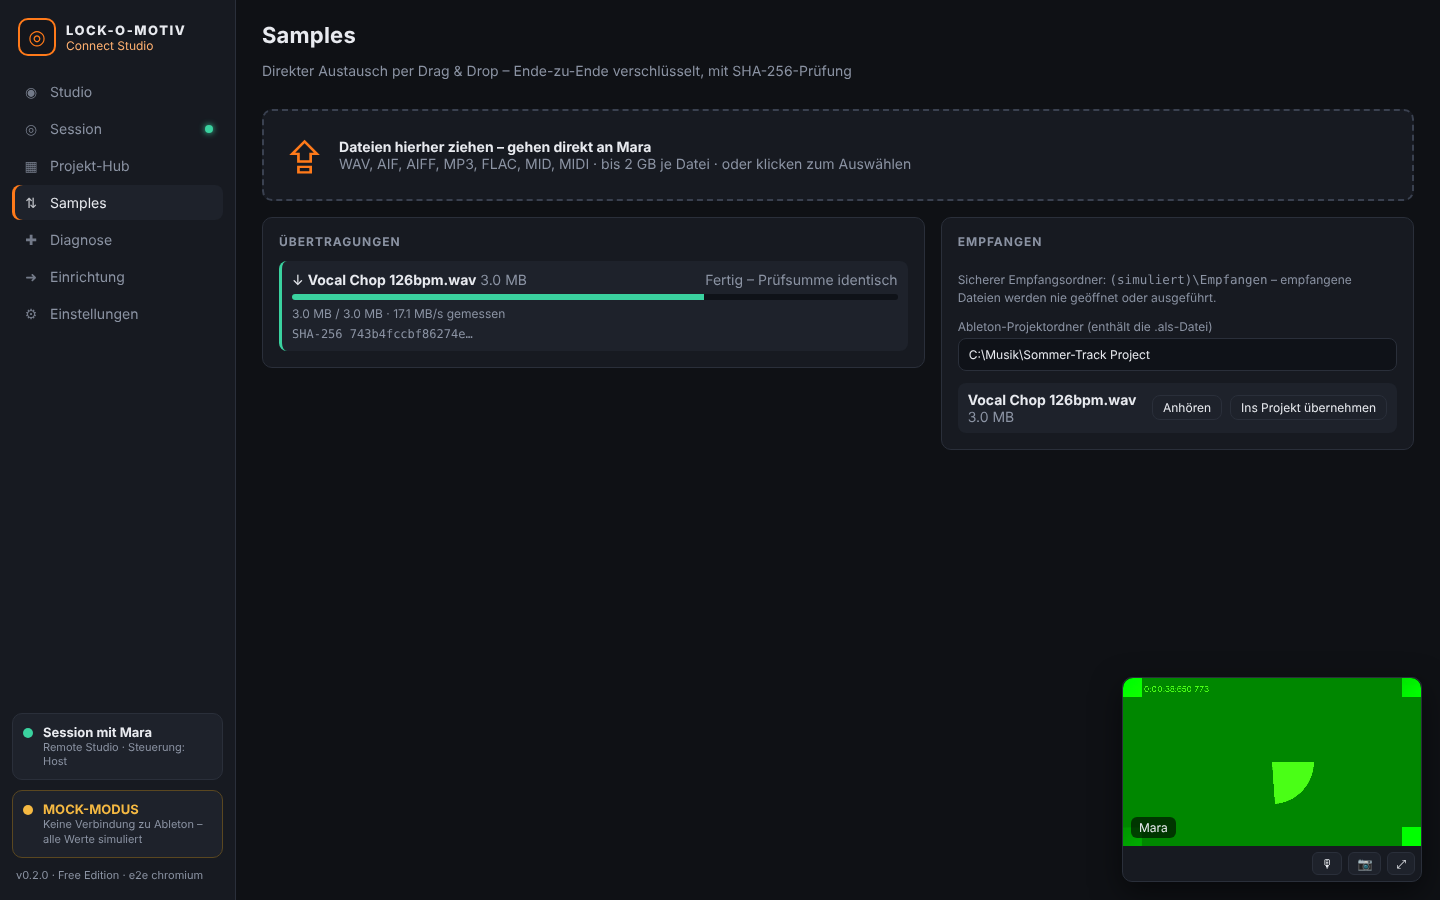 LOCK-O-MOTIV
Connect Studio
Studio
Session
Projekt-Hub
Samples
Diagnose
Einrichtung
Einstellungen
Session mit Mara
Remote Studio · Steuerung:
Host
MOCK-MODUS
Keine Verbindung zu Ableton –
alle Werte simuliert
v0.2.0 · Free Edition · e2e chromium
Samples
Direkter Austausch per Drag & Drop – Ende-zu-Ende verschlüsselt, mit SHA-256-Prüfung
Dateien hierher ziehen – gehen direkt an Mara
WAV, AIF, AIFF, MP3, FLAC, MID, MIDI · bis 2 GB je Datei · oder klicken zum Auswählen
ÜBERTRAGUNGEN
↓ Vocal Chop 126bpm.wav 3.0 MB Fertig – Prüfsumme identisch
3.0 MB / 3.0 MB · 17.1 MB/s gemessen
SHA-256 743b4fccbf86274e…
EMPFANGEN
Sicherer Empfangsordner: (simuliert)\Empfangen – empfangene
Dateien werden nie geöffnet oder ausgeführt.
Ableton-Projektordner (enthält die .als-Datei)
C:\Musik\Sommer-Track Project
Vocal Chop 126bpm.wav
3.0 MB
Anhören
Ins Projekt übernehmen
0:00:38.650 773
Mara